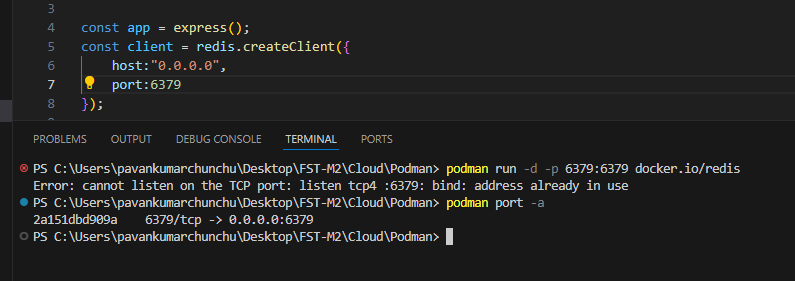 3
4 const app = express();
5 const client = redis.createClient({
6 host:"0.0.0.0",
7 port:6379
8 });
PROBLEMS OUTPUT DEBUG CONSOLE TERMINAL PORTS
PS C:\Users\pavankumarchunchu\Desktop\FST-M2\Cloud\Podman> podman run -d -p 6379:6379 docker.io/redis
Error: cannot listen on the TCP port: listen tcp4 :6379: bind: address already in use
PS C:\Users\pavankumarchunchu\Desktop\FST-M2\Cloud\Podman> podman port -a
2a151dbd909a 6379/tcp -> 0.0.0.0:6379
PS C:\Users\pavankumarchunchu\Desktop\FST-M2\Cloud\Podman>